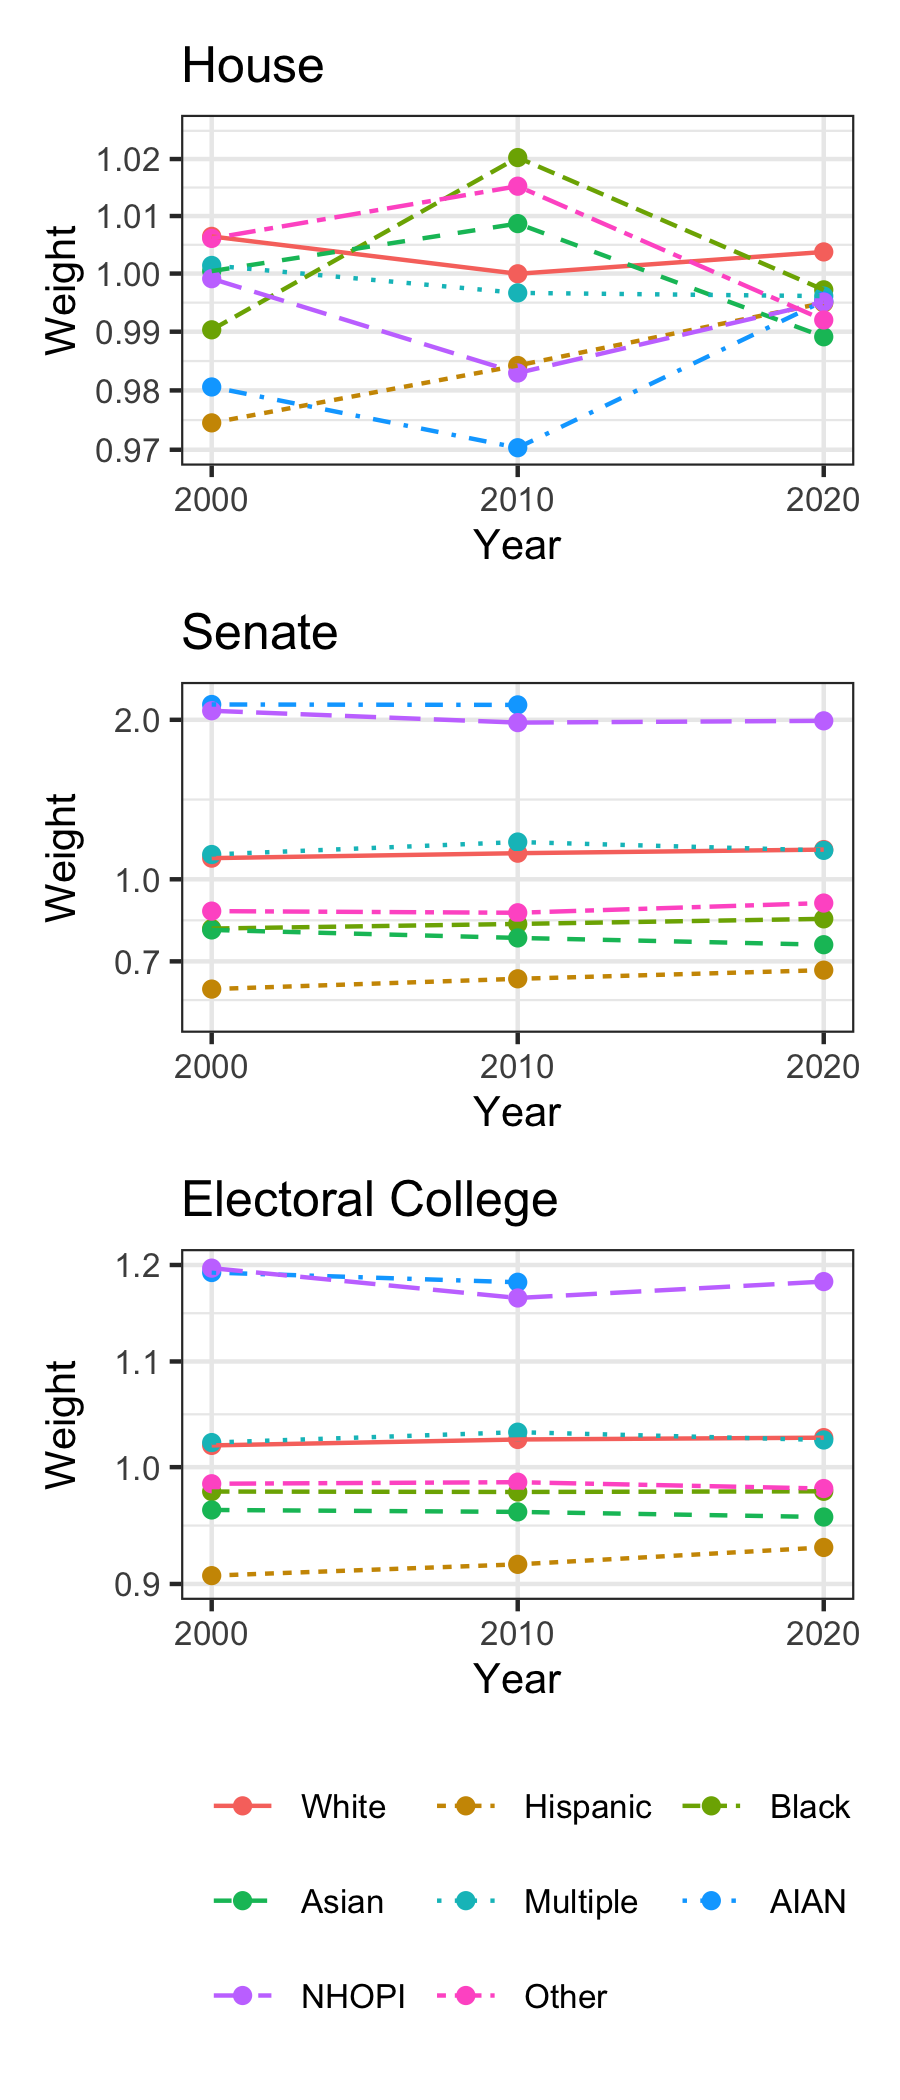 House
1.02
1.01
1.00
0.99
0.98
0.97
Weight
2000 2010 2020
Year
Senate
2.0
1.0
0.7
Weight
2000 2010 2020
Year
Electoral College
1.2
1.1
1.0
0.9
Weight
2000 2010 2020
Year
White Hispanic Black
Asian Multiple AIAN
NHOPI Other